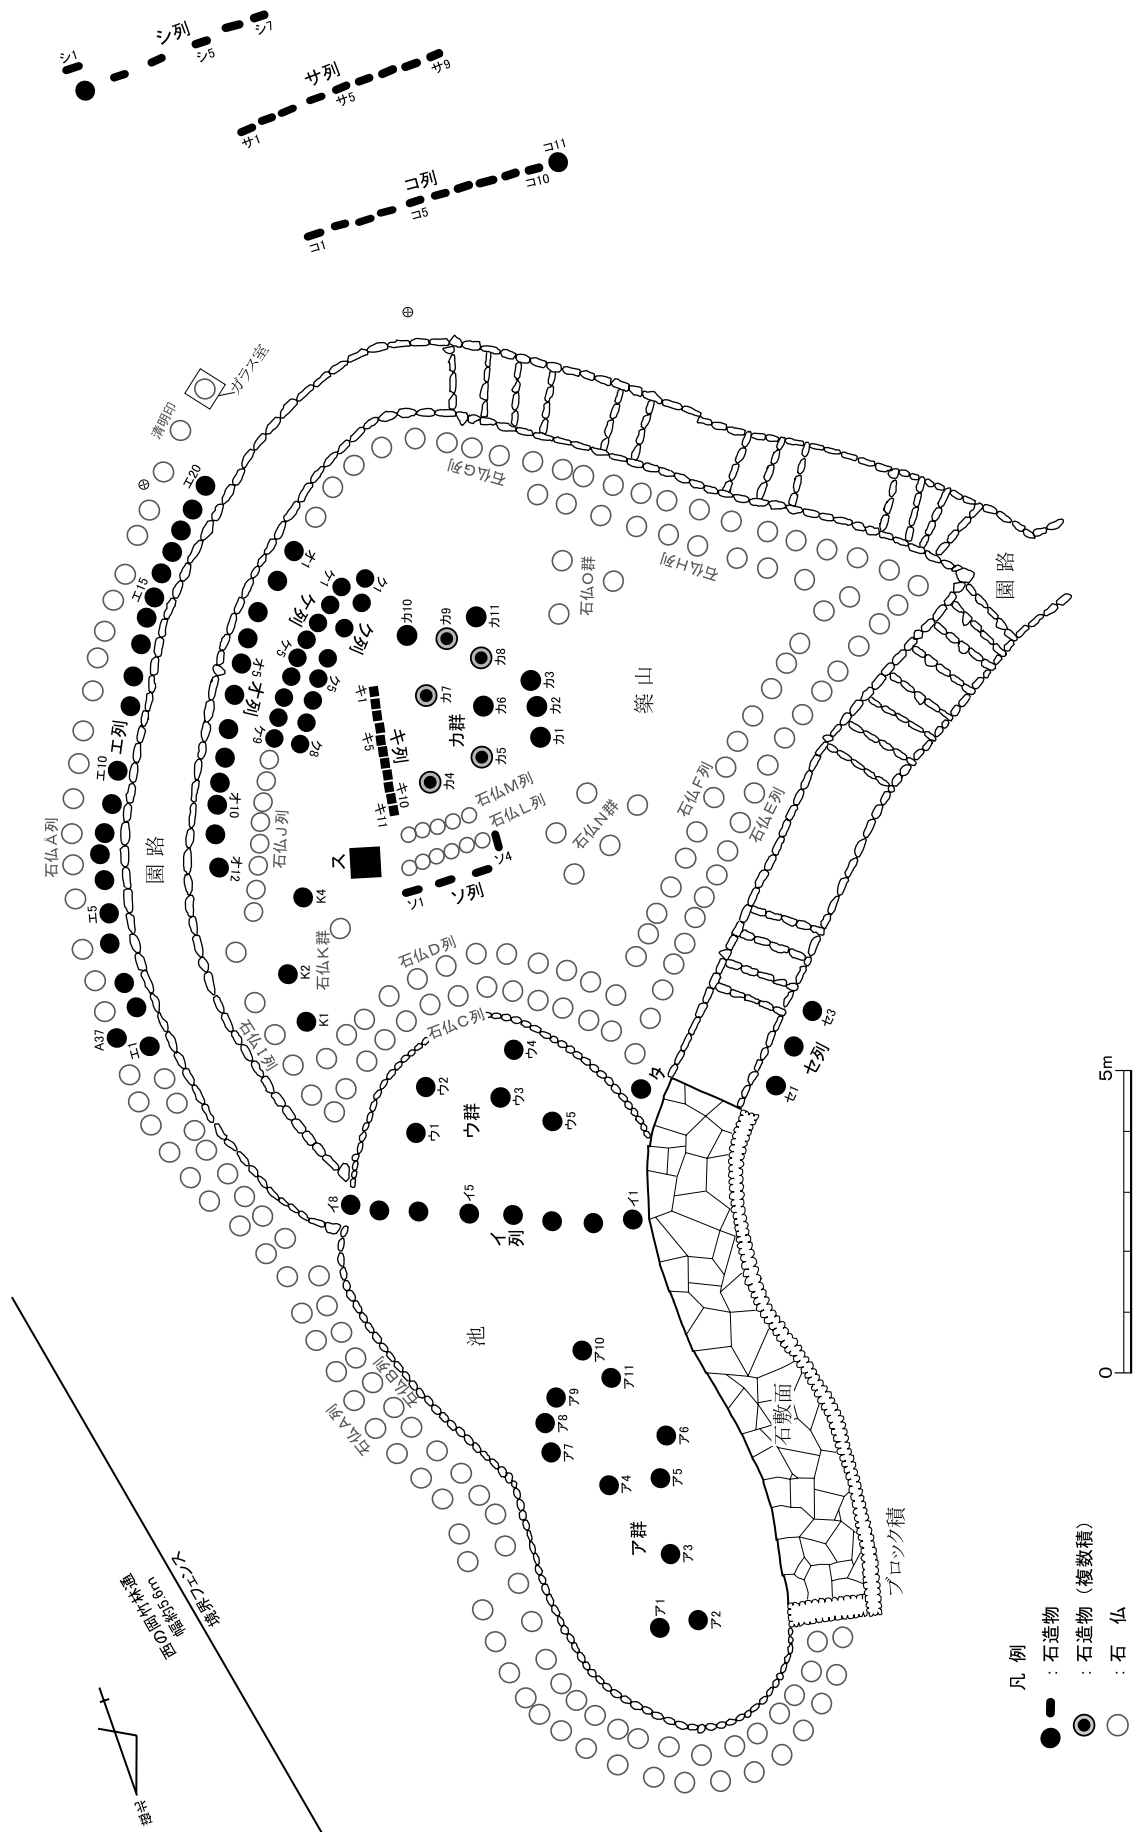 シ1
シ列
シ5
シ7
サ1
サ列
サ5
サ9
コ1
コ列
コ5
コ10
コ11
ガラス室
清明印
エ20
エ15
エ列
エ10
エ5
エ1
A37
石仏A列
園路
オ1
オ5
オ列
オ10
オ12
ケ1
ケ列
ケ5
ケ9
ク1
ク列
ク5
ク8
キ1
キ5
キ列
キ10
キ11
カ10
カ9
カ11
カ8
カ7
カ6
カ群
カ5
カ4
カ3
カ2
カ1
石仏G列
石仏H列
石仏O群
築山
園路
石仏J列
石仏M列
石仏L列
石仏N群
石仏F列
石仏E列
ス
ソ1
ソ列
ソ4
K4
K2
K1
石仏K群
石仏I列
石仏D列
石仏C列
ウ4
ウ2
ウ3
ウ群
ウ1
ウ5
タ
セ1
セ列
セ3
イ8
イ5
イ列
イ1
池
石仏B列
石仏A列
ア10
ア11
ア9
ア8
ア7
ア6
ア5
ア4
ア群
ア3
ア1
ア2
石敷面
ブロック積
西の岡竹林道
幅約5.6m
境界フェンス
磁北
0
5m
凡例
：石造物
：石造物（複数積）
：石仏